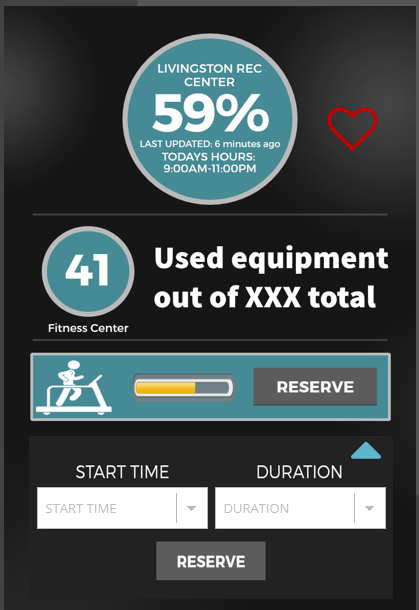 LIVINGSTON REC
CENTER
59%
LAST UPDATED: 6 minutes ago
TODAYS HOURS:
9:00AM-11:00PM
41
Used equipment
out of XXX total
Fitness Center
RESERVE
START TIME
DURATION
START TIME
DURATION
RESERVE